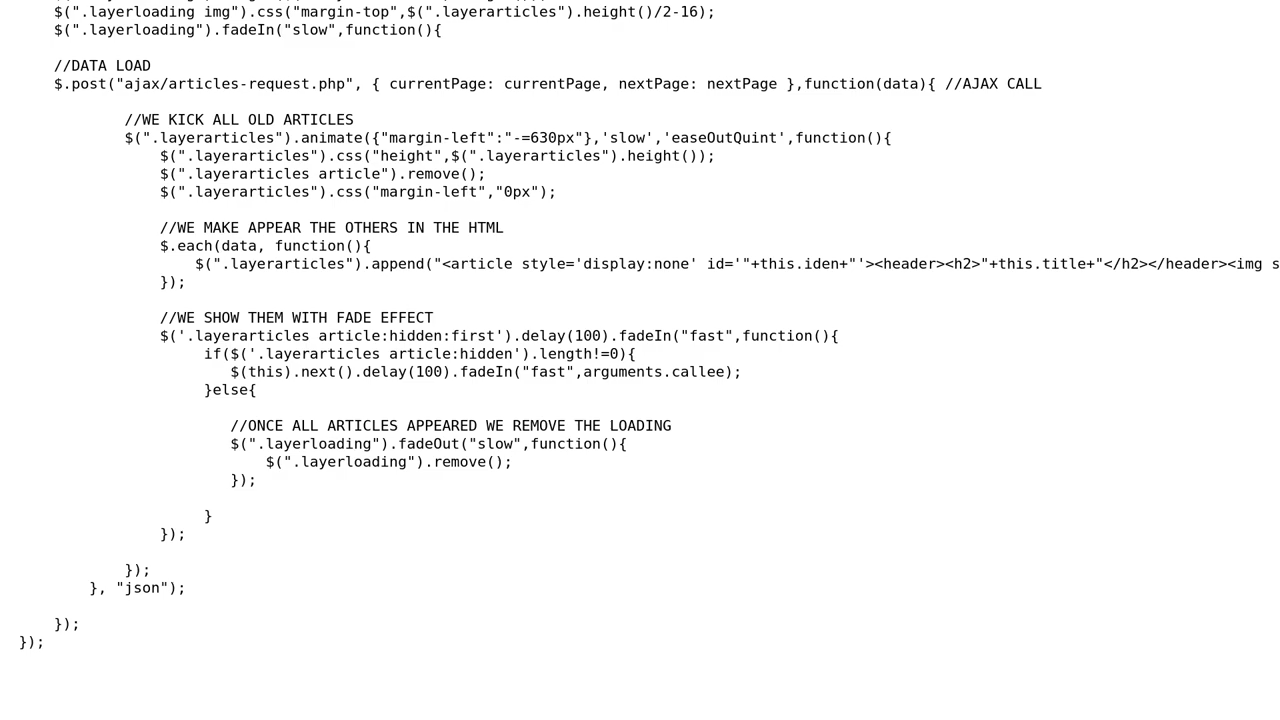 $(".layerloading img").css("margin-top",$(".layerarticles").height()/2-16);
$(".layerloading").fadeIn("slow",function(){
//DATA LOAD
$.post("ajax/articles-request.php", { currentPage: currentPage, nextPage: nextPage },function(data){ //AJAX CALL
//WE KICK ALL OLD ARTICLES
$(".layerarticles").animate({"margin-left":"-=630px"},'slow','easeOutQuint',function(){
$(".layerarticles").css("height",$(".layerarticles").height());
$(".layerarticles article").remove();
$(".layerarticles").css("margin-left","0px");
//WE MAKE APPEAR THE OTHERS IN THE HTML
$.each(data, function(){
$(".layerarticles").append("<article style='display:none' id='"+this.iden+"'><header><h2>"+this.title+"</h2></header><img s
});
//WE SHOW THEM WITH FADE EFFECT
$('.layerarticles article:hidden:first').delay(100).fadeIn("fast",function(){
if($('.layerarticles article:hidden').length!=0){
$(this).next().delay(100).fadeIn("fast",arguments.callee);
}else{
//ONCE ALL ARTICLES APPEARED WE REMOVE THE LOADING
$(".layerloading").fadeOut("slow",function(){
$(".layerloading").remove();
});
}
});
});
}, "json");
});
});